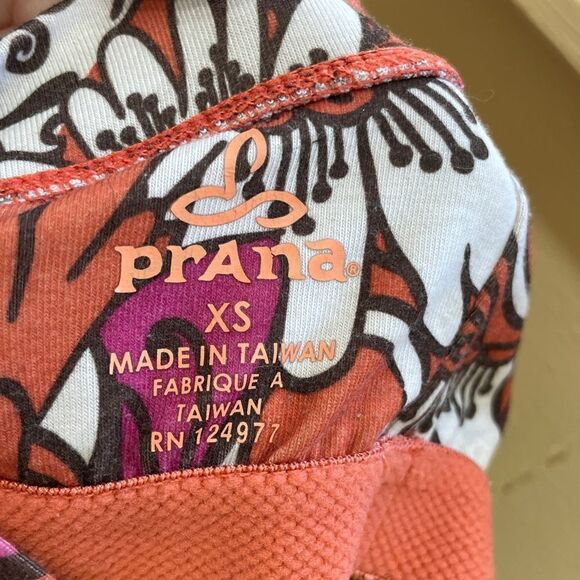 prAna®
XS
MADE IN TAIWAN
FABRIQUE A
TAIWAN
RN 124977